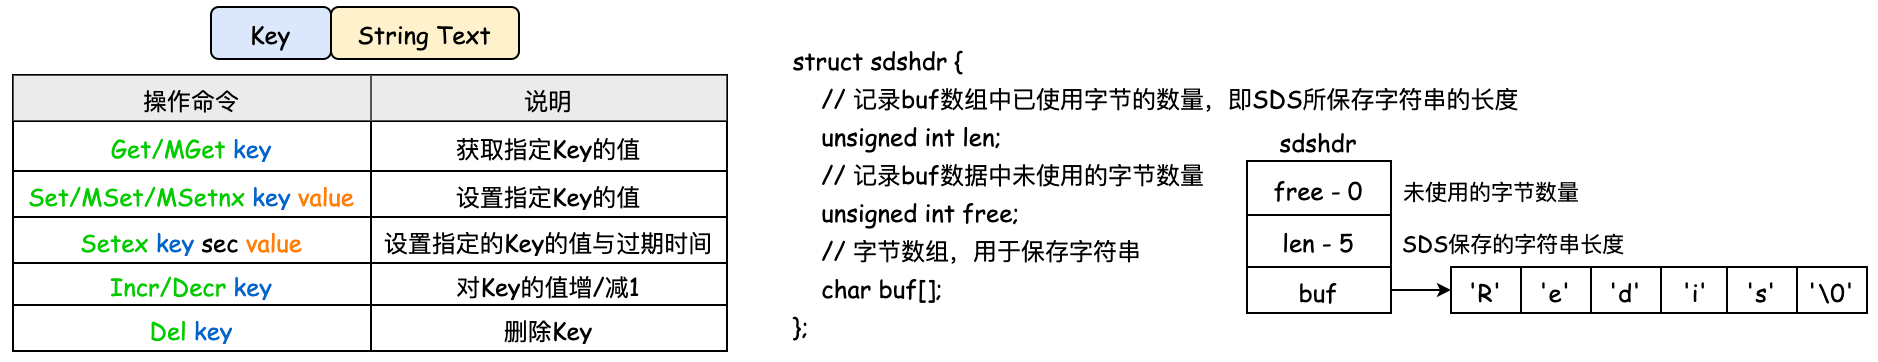 Key String Text
操作命令 说明
Get/MGet key 获取指定Key的值
Set/MSet/MSetnx key value 设置指定Key的值
Setex key sec value 设置指定的Key的值与过期时间
Incr/Decr key 对Key的值增/减1
Del key 删除Key
struct sdshdr {
// 记录buf数组中已使用字节的数量，即SDS所保存字符串的长度
unsigned int len;
// 记录buf数据中未使用的字节数量
unsigned int free;
// 字节数组，用于保存字符串
char buf[];
};
sdshdr
free - 0 未使用的字节数量
len - 5 SDS保存的字符串长度
buf 'R' 'e' 'd' 'i' 's' '\0'